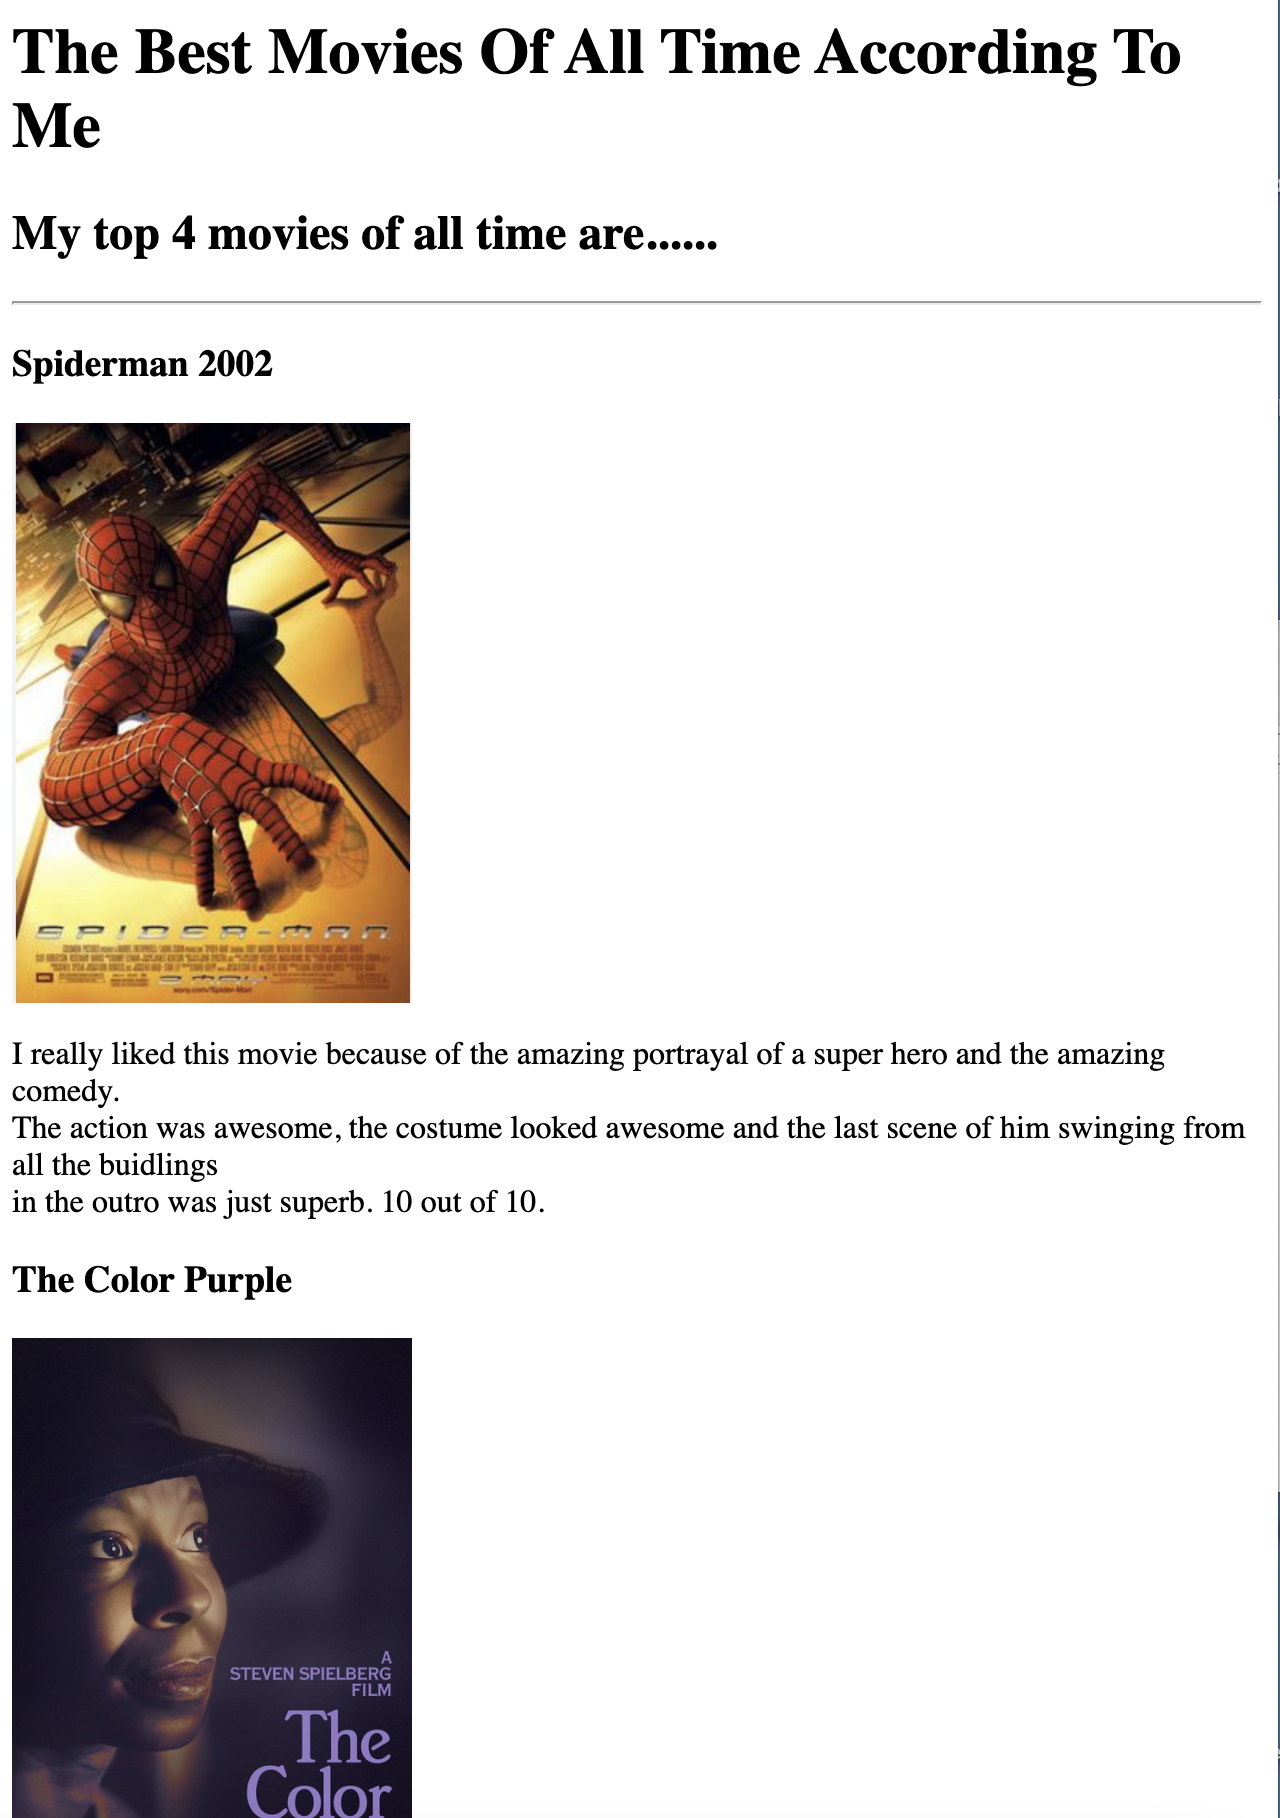 The Best Movies Of All Time According To
Me
My top 4 movies of all time are......
Spiderman 2002
SPIDER-MAN
sony.com/Spider-Man
I really liked this movie because of the amazing portrayal of a super hero and the amazing
comedy.
The action was awesome, the costume looked awesome and the last scene of him swinging from
all the buidlings
in the outro was just superb. 10 out of 10.
The Color Purple
A
STEVEN SPIELBERG
FILM
The
Color